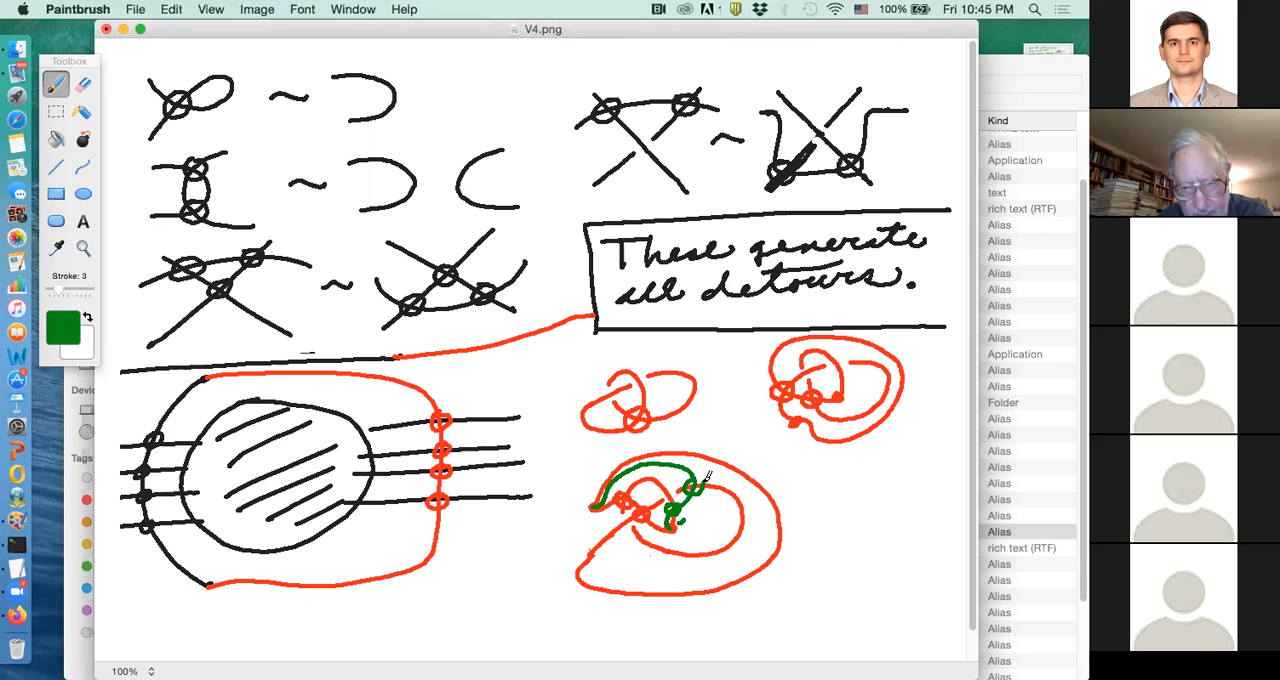 Paintbrush File Edit View Image Font Window Help
100% Fri 10:45 PM
V4.png
Toolbox
A
Stroke: 3
Devic
Tags
These generate
all detours.
100%
Kind
Alias
Application
Alias
text
rich text (RTF)
Alias
Alias
Alias
Alias
Alias
Alias
Application
Alias
Alias
Folder
Alias
Alias
Alias
Alias
Alias
Alias
Alias
Alias
rich text (RTF)
Alias
Alias
Alias
Alias
Alias
Alias
Alias